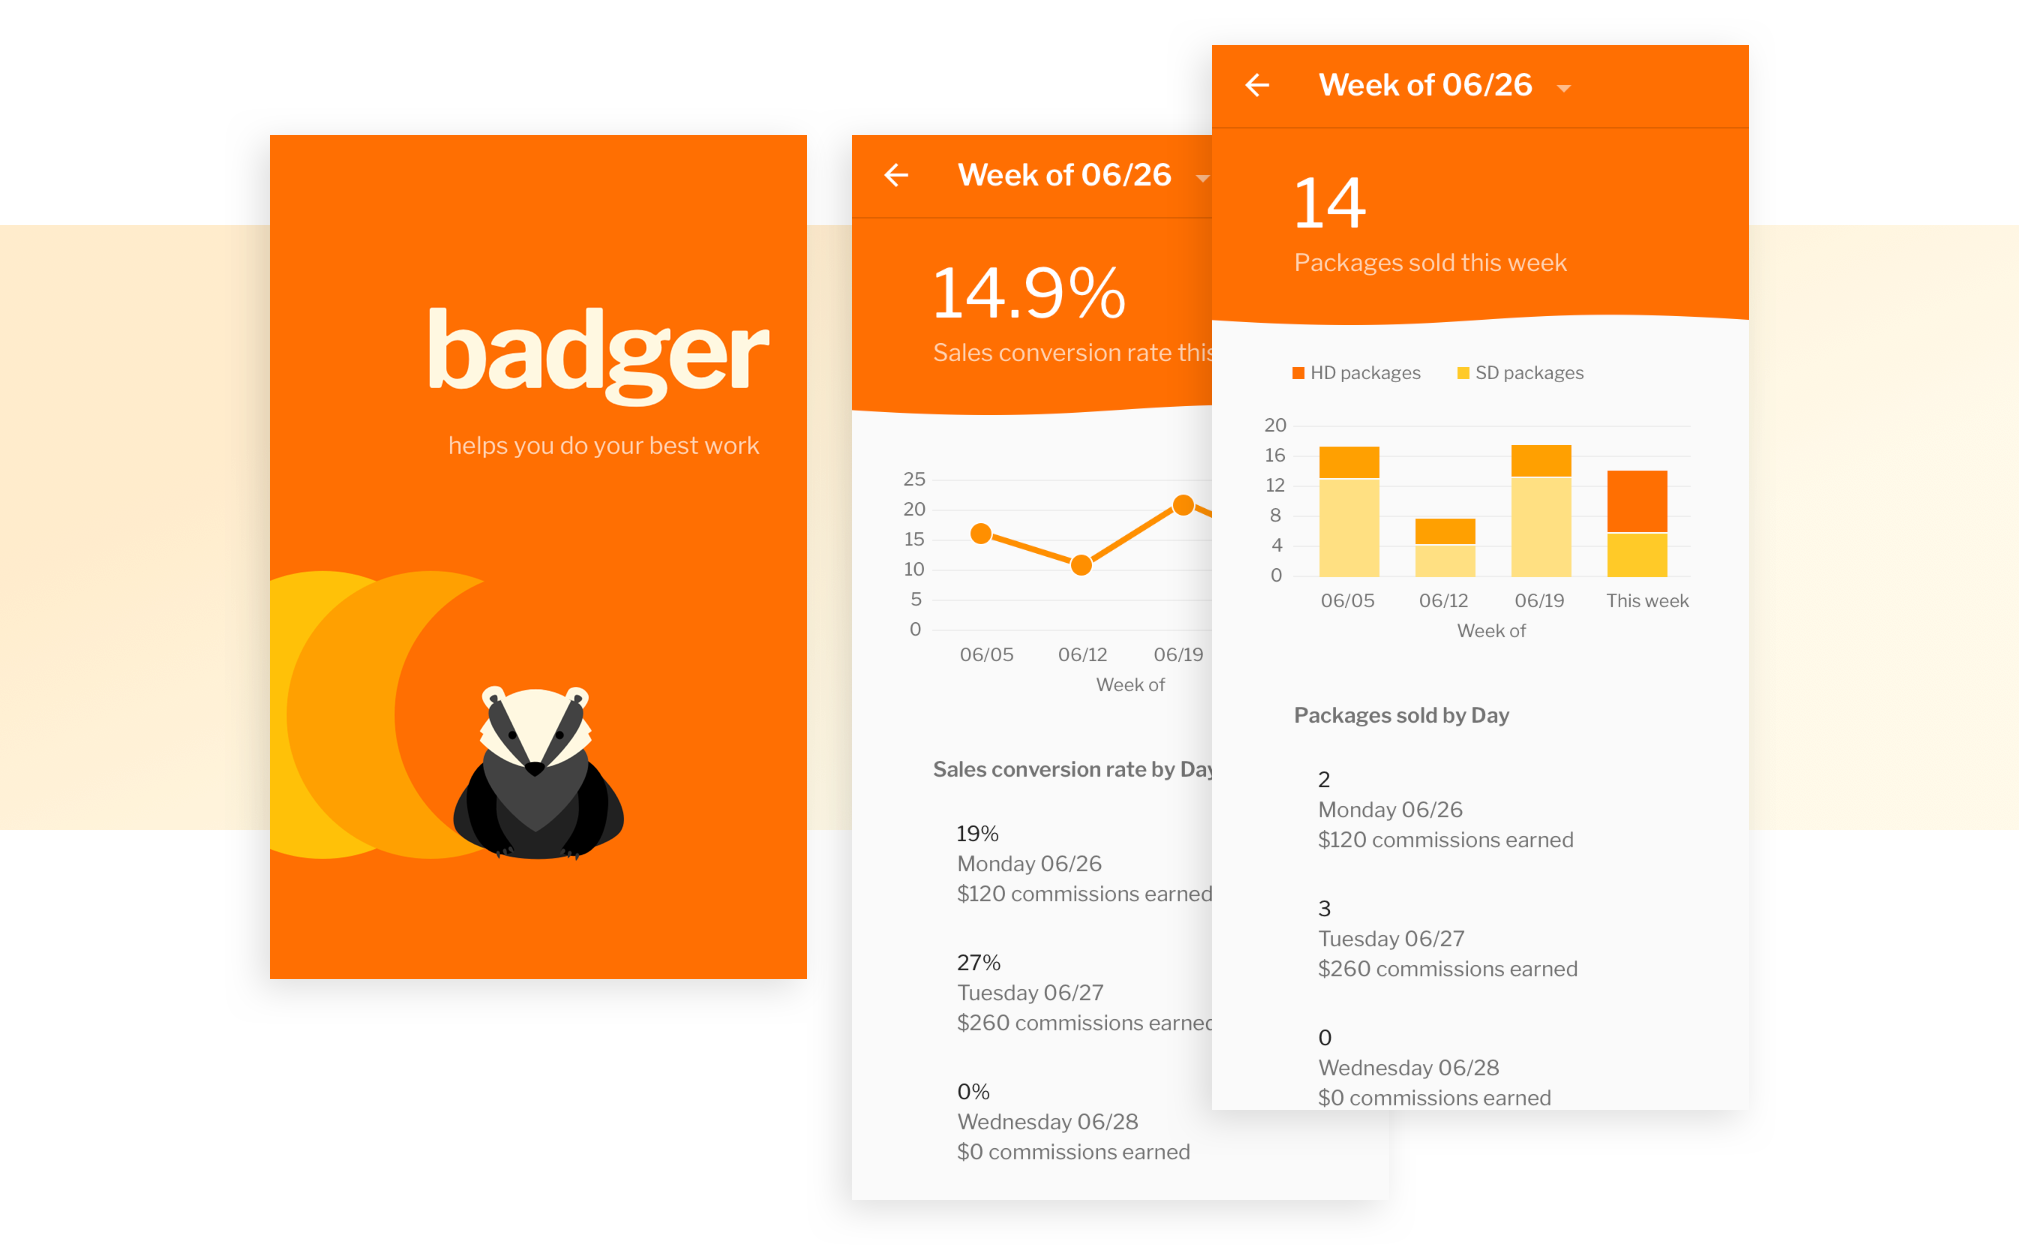 badger
helps you do your best work
Week of 06/26
14.9%
Sales conversion rate this
25
20
15
10
5
0
06/05 06/12 06/19
Week of
Sales conversion rate by Day
19%
Monday 06/26
$120 commissions earned
27%
Tuesday 06/27
$260 commissions earned
0%
Wednesday 06/28
$0 commissions earned
Week of 06/26
14
Packages sold this week
HD packages SD packages
20
16
12
8
4
0
06/05 06/12 06/19 This week
Week of
Packages sold by Day
2
Monday 06/26
$120 commissions earned
3
Tuesday 06/27
$260 commissions earned
0
Wednesday 06/28
$0 commissions earned